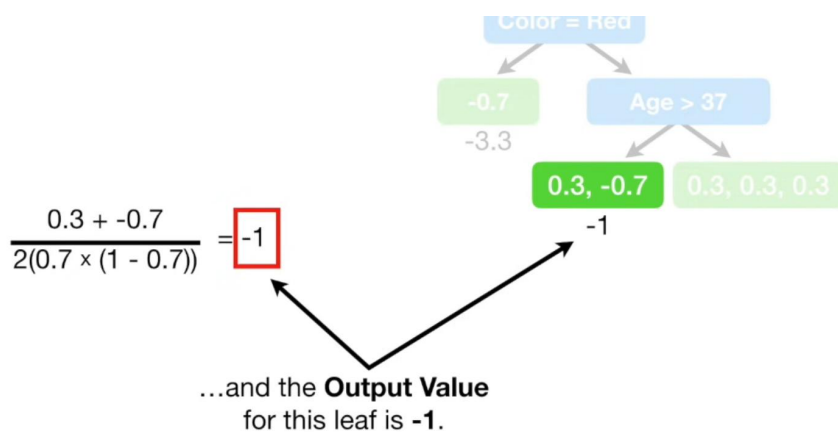 Color = Red
-0.7
Age > 37
-3.3
0.3, -0.7
0.3, 0.3, 0.3
-1
0.3 + -0.7
2(0.7 × (1 - 0.7))
= -1
…and the Output Value
for this leaf is -1.